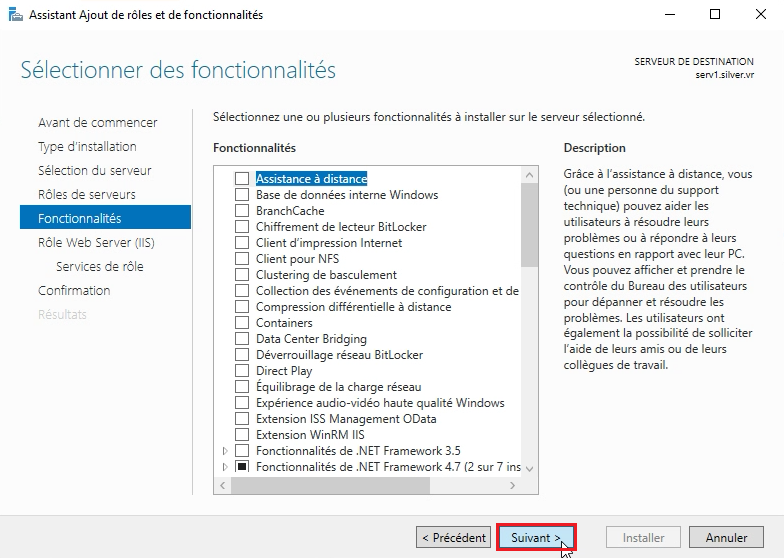 Assistant Ajout de rôles et de fonctionnalités
Sélectionner des fonctionnalités
SERVEUR DE DESTINATION
serv1.silver.vr
Avant de commencer
Type d'installation
Sélection du serveur
Rôles de serveurs
Fonctionnalités
Rôle Web Server (IIS)
Services de rôle
Confirmation
Résultats
Sélectionnez une ou plusieurs fonctionnalités à installer sur le serveur sélectionné.
Fonctionnalités
Assistance à distance
Base de données interne Windows
BranchCache
Chiffrement de lecteur BitLocker
Client d'impression Internet
Client pour NFS
Clustering de basculement
Collection des événements de configuration et de
Compression différentielle à distance
Containers
Data Center Bridging
Déverrouillage réseau BitLocker
Direct Play
Équilibrage de la charge réseau
Expérience audio-vidéo haute qualité Windows
Extension ISS Management OData
Extension WinRM IIS
Fonctionnalités de .NET Framework 3.5
Fonctionnalités de .NET Framework 4.7 (2 sur 7 ins
Description
Grâce à l'assistance à distance, vous
(ou une personne du support
technique) pouvez aider les
utilisateurs à résoudre leurs
problèmes ou à répondre à leurs
questions en rapport avec leur PC.
Vous pouvez afficher et prendre le
contrôle du Bureau des utilisateurs
pour dépanner et résoudre les
problèmes. Les utilisateurs ont
également la possibilité de solliciter
l'aide de leurs amis ou de leurs
collègues de travail.
< Précédent
Suivant >
Installer
Annuler